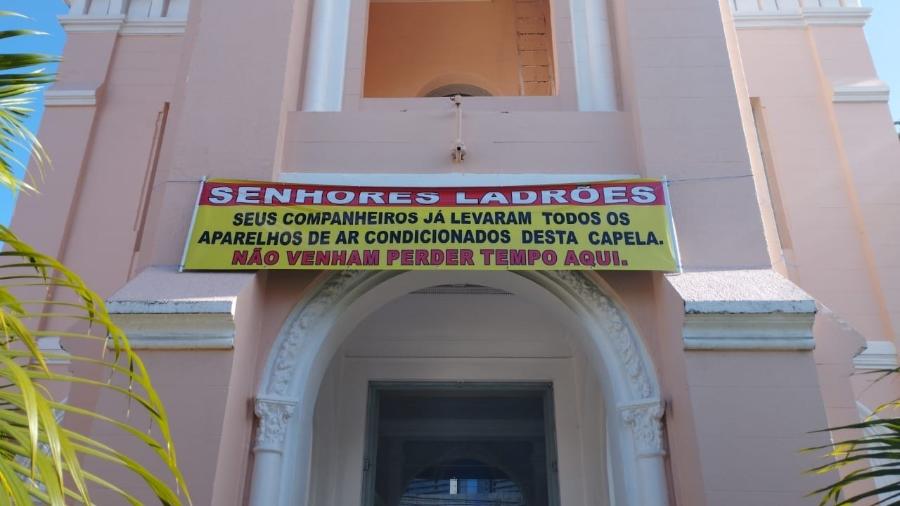 SENHORES LADRÕES
SEUS COMPANHEIROS JÁ LEVARAM TODOS OS
APARELHOS DE AR CONDICIONADOS DESTA CAPELA.
NÃO VENHAM PERDER TEMPO AQUI.